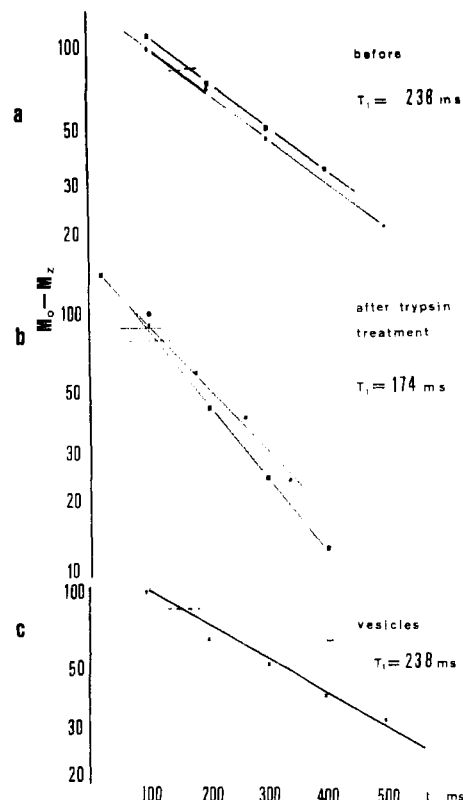 100
before
T₁ = 238 ms
a
50
30
20
M₀—M_z
100
after trypsin
treatment
b
T₁ = 174 ms
50
30
20
10
100
c
vesicles
T₁ = 238 ms
50
30
20
100 200 300 400 500 t ms